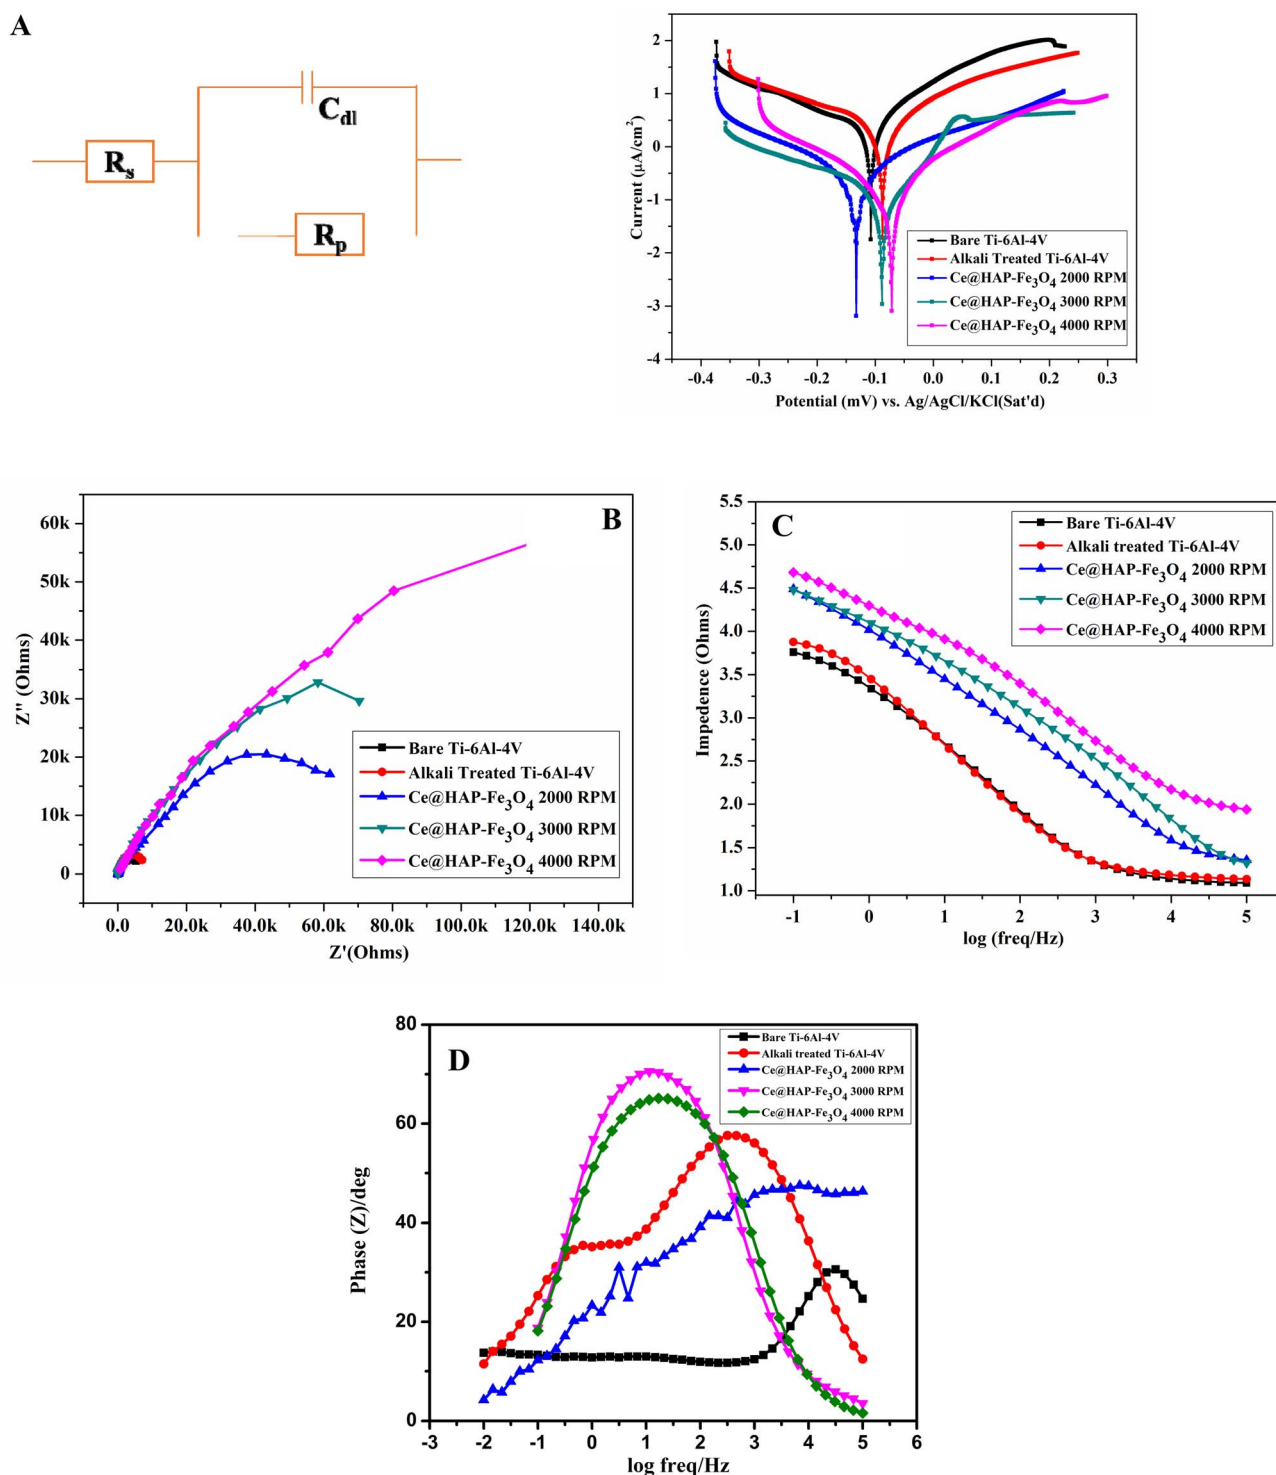 A
Cdl
Rs
Rp
2
1
0
-1
-2
-3
-4
Current (μA/cm²)
Bare Ti-6Al-4V
Alkali Treated Ti-6Al-4V
Ce@HAP-Fe₃O₄ 2000 RPM
Ce@HAP-Fe₃O₄ 3000 RPM
Ce@HAP-Fe₃O₄ 4000 RPM
-0.4 -0.3 -0.2 -0.1 0.0 0.1 0.2 0.3
Potential (mV) vs. Ag/AgCl/KCl(Sat'd)
B
60k
50k
40k
30k
20k
10k
0
Z" (Ohms)
Bare Ti-6Al-4V
Alkali Treated Ti-6Al-4V
Ce@HAP-Fe₃O₄ 2000 RPM
Ce@HAP-Fe₃O₄ 3000 RPM
Ce@HAP-Fe₃O₄ 4000 RPM
0.0 20.0k 40.0k 60.0k 80.0k 100.0k 120.0k 140.0k
Z'(Ohms)
C
5.5
5.0
4.5
4.0
3.5
3.0
2.5
2.0
1.5
1.0
Impedence (Ohms)
Bare Ti-6Al-4V
Alkali treated Ti-6Al-4V
Ce@HAP-Fe₃O₄ 2000 RPM
Ce@HAP-Fe₃O₄ 3000 RPM
Ce@HAP-Fe₃O₄ 4000 RPM
-1 0 1 2 3 4 5
log (freq/Hz)
D
80
60
40
20
0
Phase (Z)/deg
Bare Ti-6Al-4V
Alkali treated Ti-6Al-4V
Ce@HAP-Fe₃O₄ 2000 RPM
Ce@HAP-Fe₃O₄ 3000 RPM
Ce@HAP-Fe₃O₄ 4000 RPM
-3 -2 -1 0 1 2 3 4 5 6
log freq/Hz